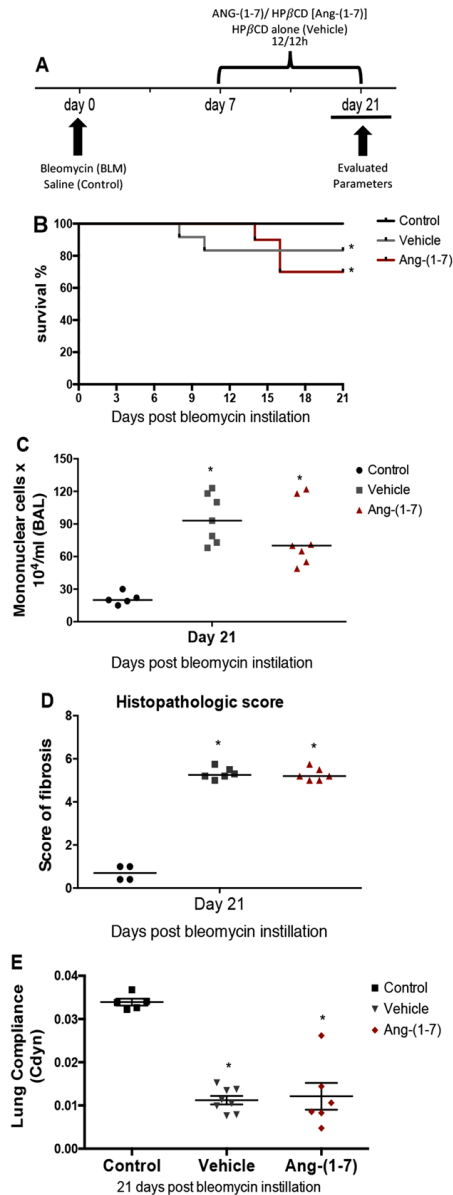 ANG-(1-7)/ HPβCD [Ang-(1-7)]
HPβCD alone (Vehicle)
12/12h
A
day 0
day 7
day 21
Bleomycin (BLM)
Saline (Control)
Evaluated
Parameters
B
100
80
60
40
20
0
survival %
0 3 6 9 12 15 18 21
Days post bleomycin instilation
Control
Vehicle
Ang-(1-7)
*
*
C
150
120
90
60
30
0
Mononuclear cells x
10⁴/ml (BAL)
*
*
Day 21
Days post bleomycin instilation
Control
Vehicle
Ang-(1-7)
D
Histopathologic score
8
6
4
2
0
Score of fibrosis
*
*
Day 21
Days post bleomycin instillation
E
0.04
0.03
0.02
0.01
0.00
Lung Compliance
(Cdyn)
*
*
Control Vehicle Ang-(1-7)
21 days post bleomycin instillation
Control
Vehicle
Ang-(1-7)